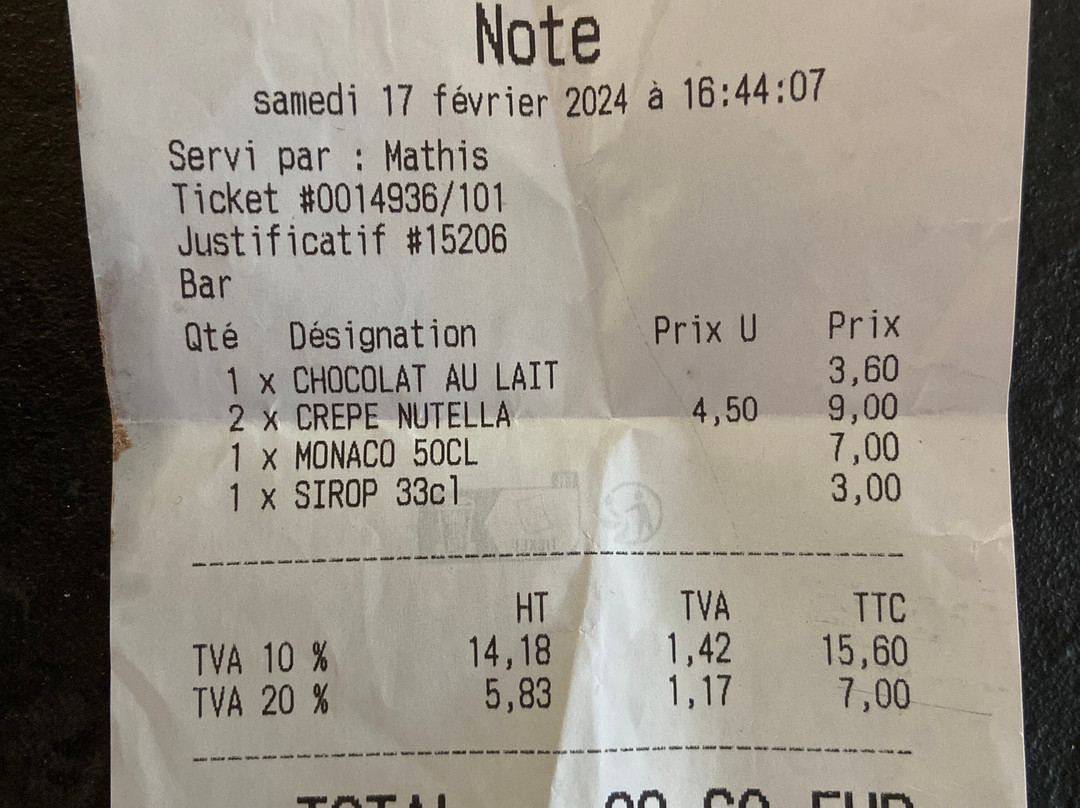 Note
samedi 17 février 2024 à 16:44:07
Servi par : Mathis
Ticket #0014936/101
Justificatif #15206
Bar
Qté Désignation Prix U Prix
1 x CHOCOLAT AU LAIT 3,60
2 x CREPE NUTELLA 4,50 9,00
1 x MONACO 50CL 7,00
1 x SIROP 33cl 3,00
HT TVA TTC
TVA 10 % 14,18 1,42 15,60
TVA 20 % 5,83 1,17 7,00
TOTAL EUR